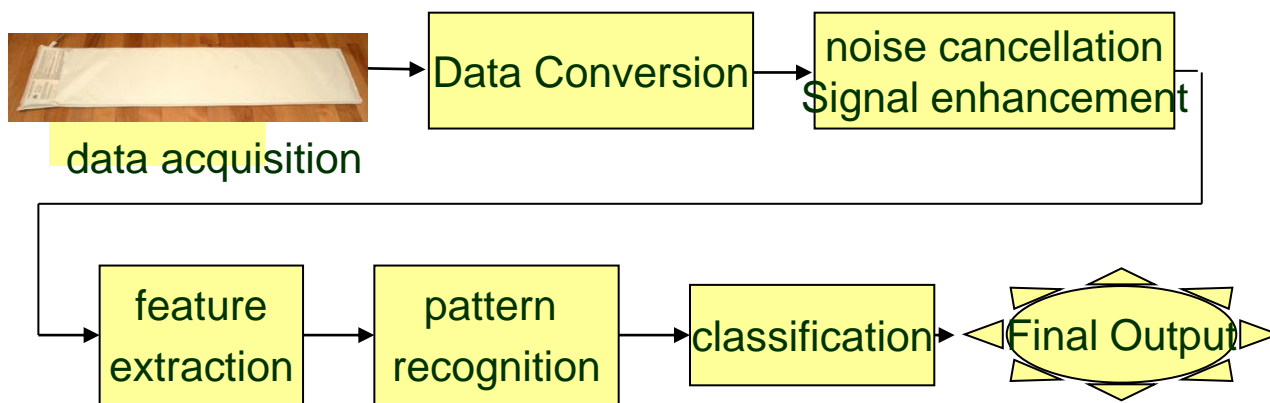 data acquisition
Data Conversion
noise cancellation
Signal enhancement
feature
extraction
pattern
recognition
classification
Final Output